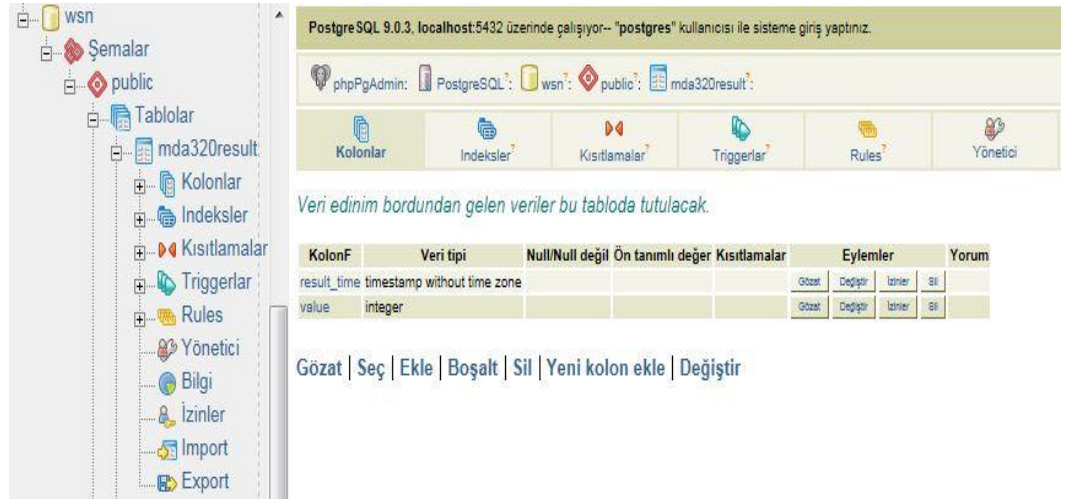 wsn
Şemalar
public
Tablolar
mda320result
Kolonlar
Indeksler
Kısıtlamalar
Triggerlar
Rules
Yönetici
Bilgi
İzinler
Import
Export
PostgreSQL 9.0.3, localhost:5432 üzerinde çalışıyor-- "postgres" kullanıcısı ile sisteme giriş yaptınız.
phpPgAdmin: PostgreSQL?: wsn?: public?: mda320result?:
Kolonlar Indeksler? Kısıtlamalar? Triggerlar? Rules? Yönetici
Veri edinim bordundan gelen veriler bu tabloda tutulacak.
KolonF Veri tipi Null/Null değil Ön tanımlı değer Kısıtlamalar Eylemler Yorum
result_time timestamp without time zone Gözat Değiştir İzinler Sil
value integer Gözat Değiştir İzinler Sil
Gözat | Seç | Ekle | Boşalt | Sil | Yeni kolon ekle | Değiştir